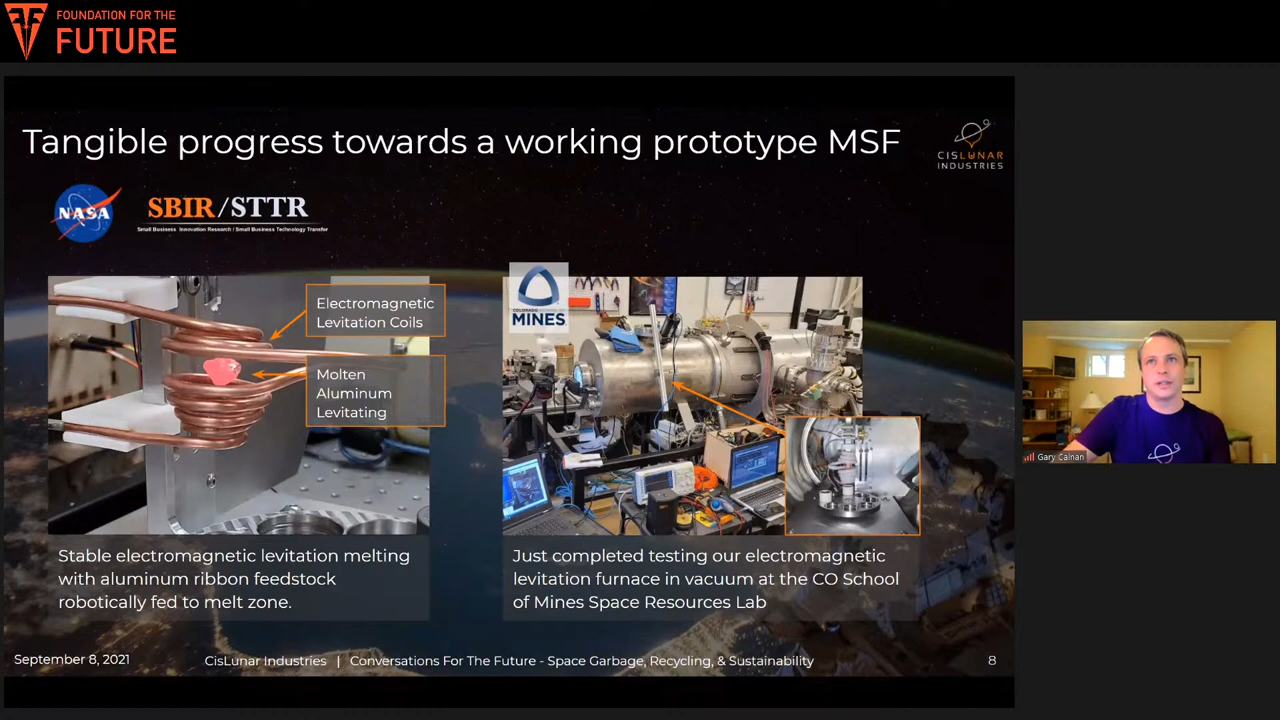 FOUNDATION FOR THE
FUTURE
Tangible progress towards a working prototype MSF
CISLUNAR
INDUSTRIES
NASA
SBIR/STTR
Small Business Innovation Research / Small Business Technology Transfer
Electromagnetic
Levitation Coils
Molten
Aluminum
Levitating
MINES
Stable electromagnetic levitation melting
with aluminum ribbon feedstock
robotically fed to melt zone.
Just completed testing our electromagnetic
levitation furnace in vacuum at the CO School
of Mines Space Resources Lab
Gary Calnan
September 8, 2021
CisLunar Industries | Conversations For The Future - Space Garbage, Recycling, & Sustainability
8